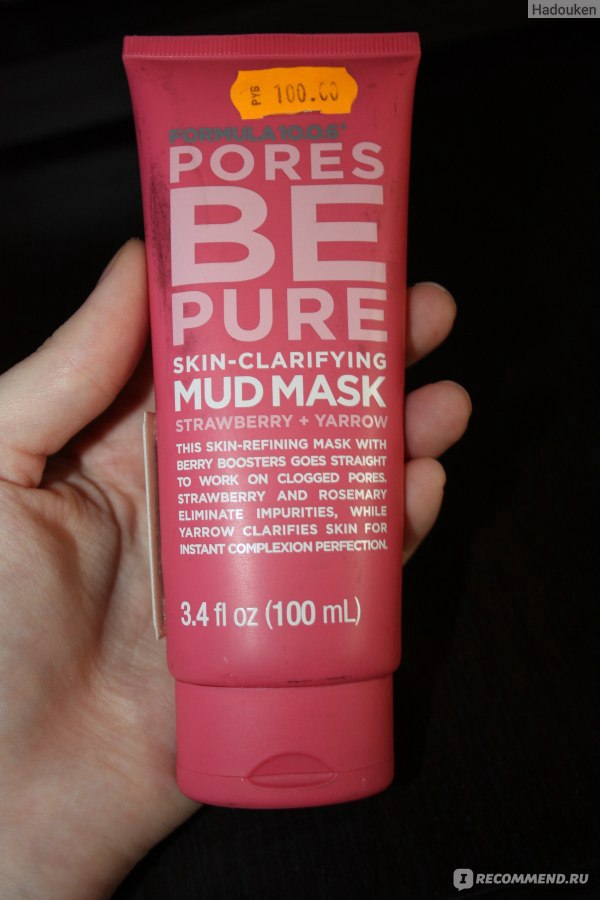 Hadouken
РУБ 100.00
FORMULA 10.0.6
PORES
BE
PURE
SKIN-CLARIFYING
MUD MASK
STRAWBERRY + YARROW
THIS SKIN-REFINING MASK WITH
BERRY BOOSTERS GOES STRAIGHT
TO WORK ON CLOGGED PORES.
STRAWBERRY AND ROSEMARY
ELIMINATE IMPURITIES, WHILE
YARROW CLARIFIES SKIN FOR
INSTANT COMPLEXION PERFECTION.
3.4 fl oz (100 mL)
IRECOMMEND.RU